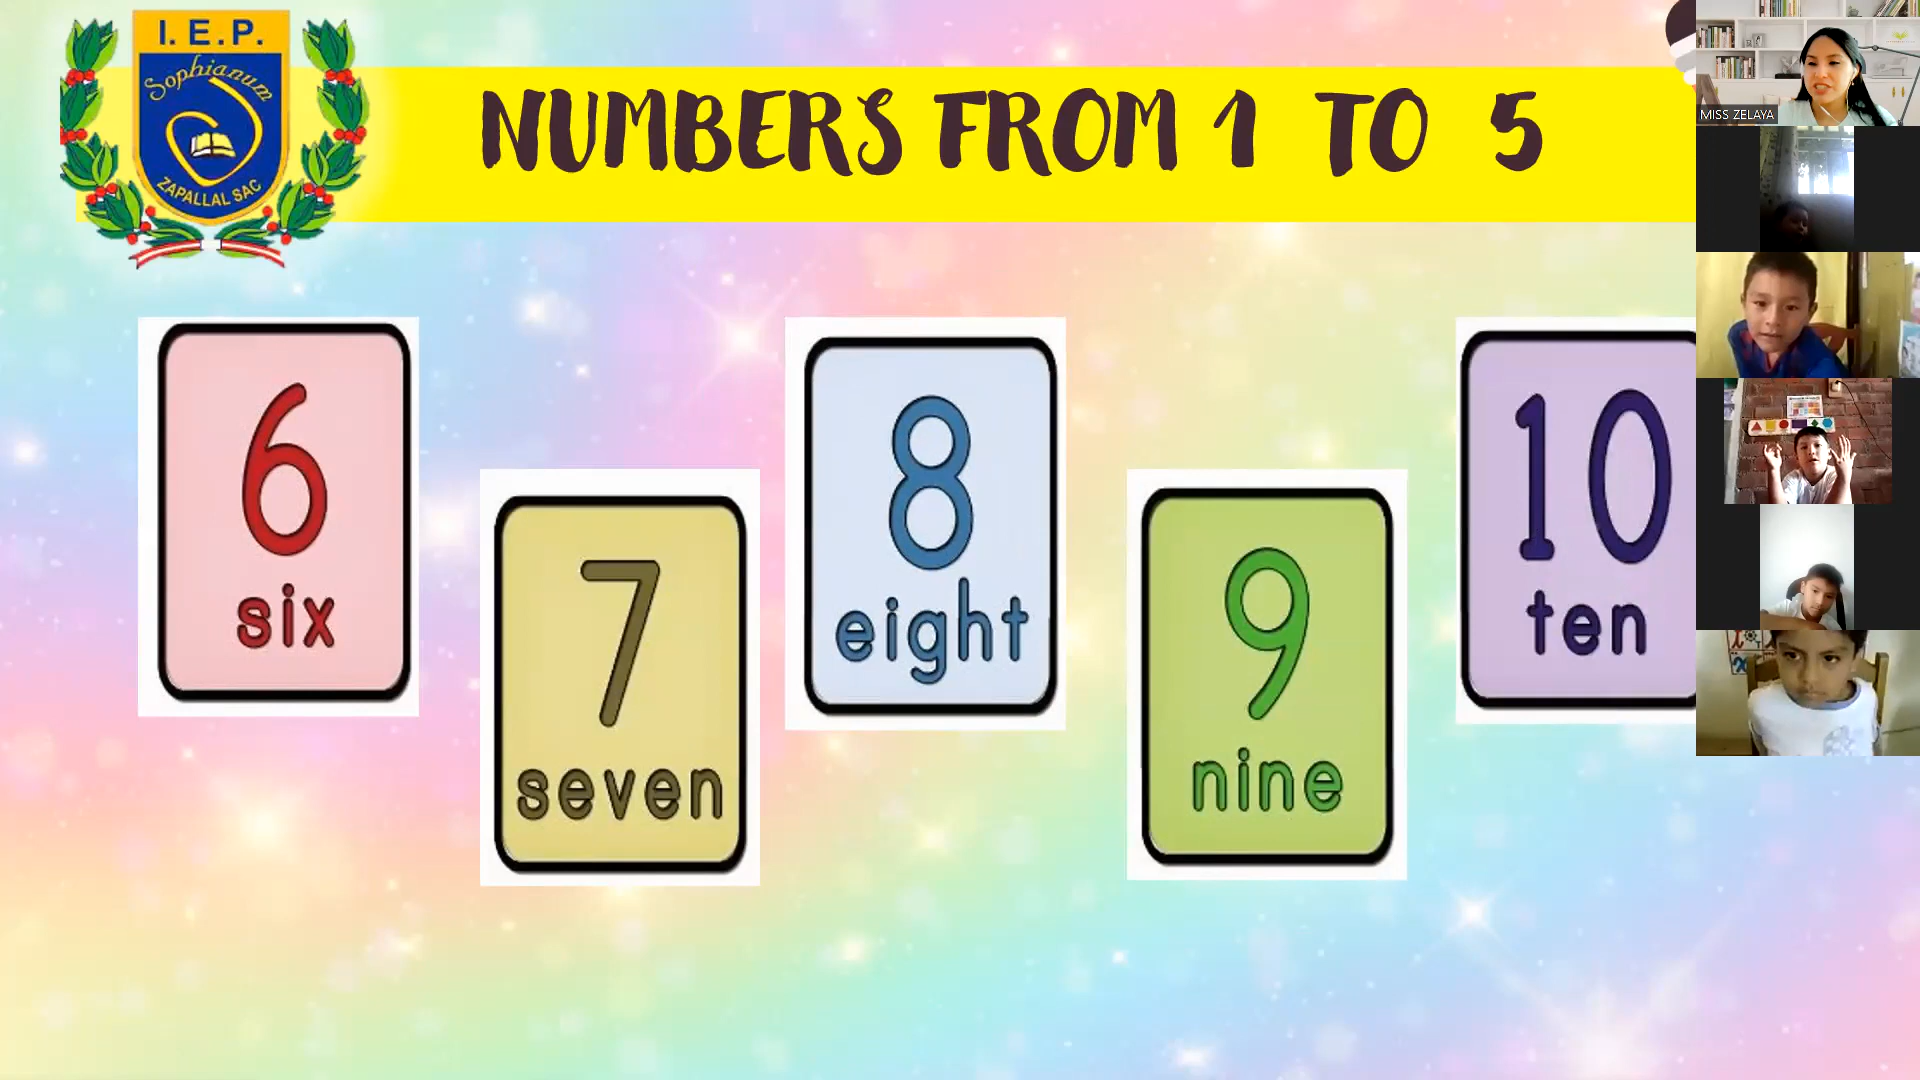 I.E.P.
Sophianum
ZAPALLAL SAC
NUMBERS FROM 1 TO 5
MISS ZELAYA
6
six
7
seven
8
eight
9
nine
10
ten